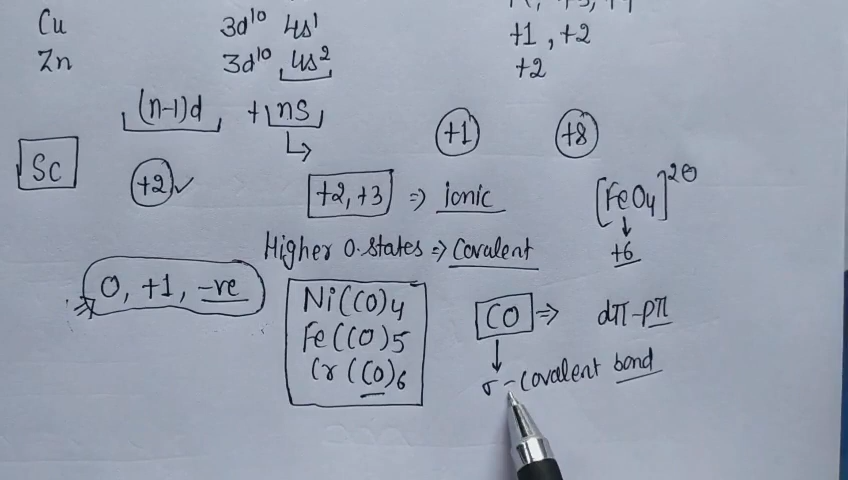 Cu 3d¹⁰ 4s¹ +1, +2
Zn 3d¹⁰ 4s² +2
(n-1)d + ns
+1 +8
Sc +2 ✓ +2, +3 ⇒ ionic [FeO4]²⊖
↓
+6
Higher O.states ⇒ Covalent
0, +1, -ve
Ni(CO)4
Fe(CO)5
Cr(CO)6
CO ⇒ dπ-pπ
↓
σ-covalent bond